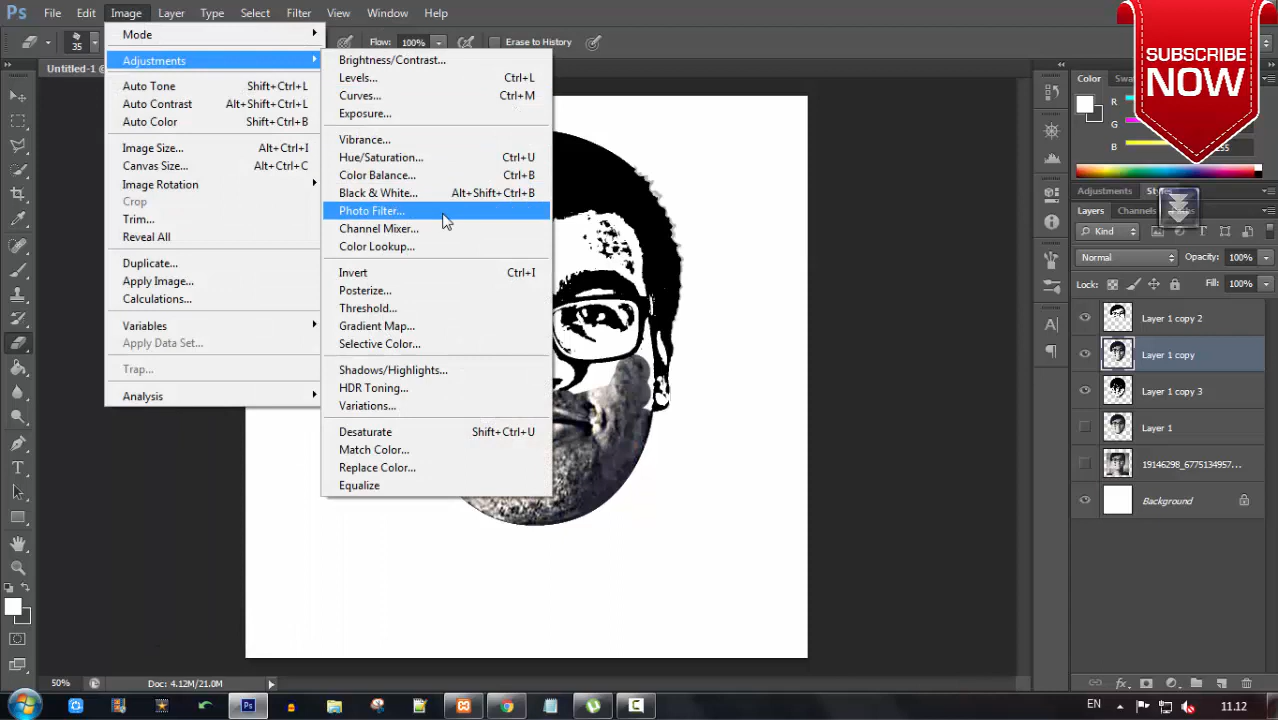 Ps File Edit Image Layer Type Select Filter View Window Help
35 Flow: 100% Erase to History
Untitled-1 @
Mode
Adjustments
Auto Tone Shift+Ctrl+L
Auto Contrast Alt+Shift+Ctrl+L
Auto Color Shift+Ctrl+B
Image Size... Alt+Ctrl+I
Canvas Size... Alt+Ctrl+C
Image Rotation
Crop
Trim...
Reveal All
Duplicate...
Apply Image...
Calculations...
Variables
Apply Data Set...
Trap...
Analysis
Brightness/Contrast...
Levels... Ctrl+L
Curves... Ctrl+M
Exposure...
Vibrance...
Hue/Saturation... Ctrl+U
Color Balance... Ctrl+B
Black & White... Alt+Shift+Ctrl+B
Photo Filter...
Channel Mixer...
Color Lookup...
Invert Ctrl+I
Posterize...
Threshold...
Gradient Map...
Selective Color...
Shadows/Highlights...
HDR Toning...
Variations...
Desaturate Shift+Ctrl+U
Match Color...
Replace Color...
Equalize
SUBSCRIBE
NOW
Color
R
G
B
Adjustments
Layers Channels
Kind
Normal Opacity: 100%
Lock: Fill: 100%
Layer 1 copy 2
Layer 1 copy
Layer 1 copy 3
Layer 1
19146298_6775134957...
Background
50% Doc: 4.12M/21.0M
EN 11.12